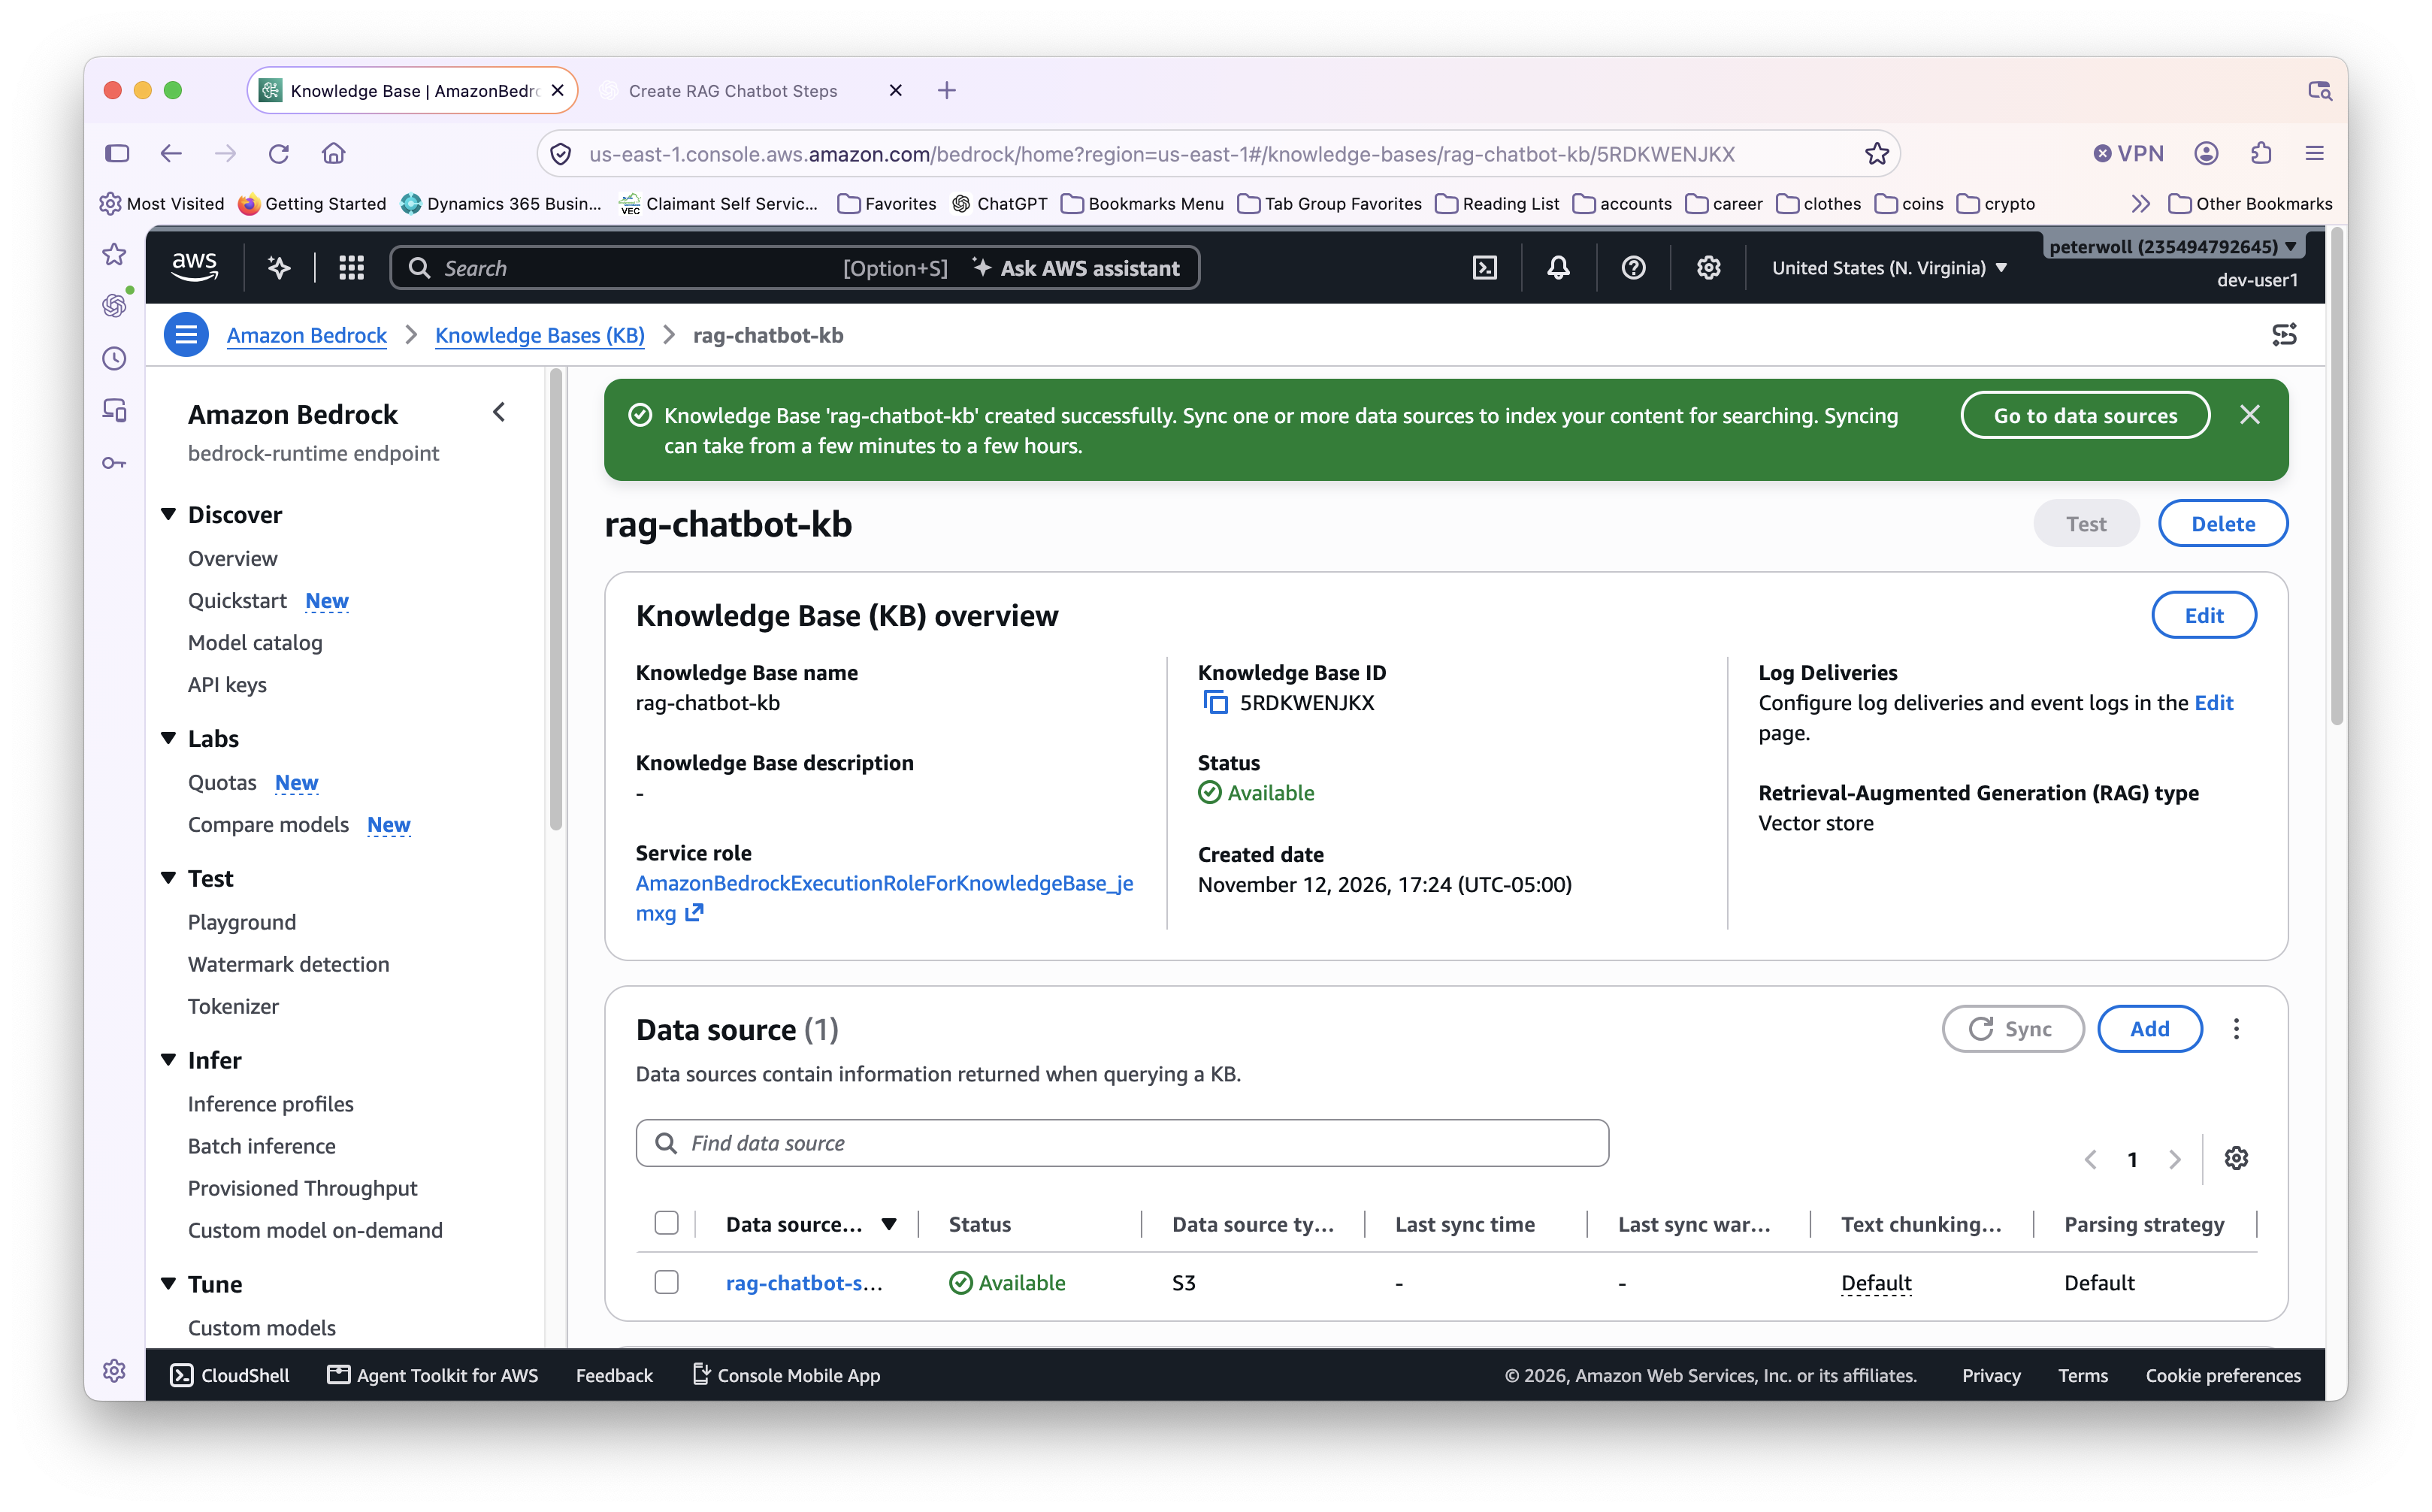 Knowledge Base | AmazonBedr
Create RAG Chatbot Steps
us-east-1.console.aws.amazon.com/bedrock/home?region=us-east-1#/knowledge-bases/rag-chatbot-kb/5RDKWENJKX
VPN
Most Visited
Getting Started
Dynamics 365 Busin...
VEC
Claimant Self Servic...
Favorites
ChatGPT
Bookmarks Menu
Tab Group Favorites
Reading List
accounts
career
clothes
coins
crypto
Other Bookmarks
aws
Search
[Option+S]
Ask AWS assistant
United States (N. Virginia)
peterwoll (235494792645)
dev-user1
Amazon Bedrock
Knowledge Bases (KB)
rag-chatbot-kb
Amazon Bedrock
bedrock-runtime endpoint
Discover
Overview
Quickstart New
Model catalog
API keys
Labs
Quotas New
Compare models New
Test
Playground
Watermark detection
Tokenizer
Infer
Inference profiles
Batch inference
Provisioned Throughput
Custom model on-demand
Tune
Custom models
Knowledge Base 'rag-chatbot-kb' created successfully. Sync one or more data sources to index your content for searching. Syncing
can take from a few minutes to a few hours.
Go to data sources
rag-chatbot-kb
Test
Delete
Knowledge Base (KB) overview
Edit
Knowledge Base name
rag-chatbot-kb
Knowledge Base description
-
Service role
AmazonBedrockExecutionRoleForKnowledgeBase_je
mxg
Knowledge Base ID
5RDKWENJKX
Status
Available
Created date
November 12, 2026, 17:24 (UTC-05:00)
Log Deliveries
Configure log deliveries and event logs in the Edit
page.
Retrieval-Augmented Generation (RAG) type
Vector store
Data source (1)
Sync
Add
Data sources contain information returned when querying a KB.
Find data source
1
Data source...
Status
Data source ty...
Last sync time
Last sync war...
Text chunking...
Parsing strategy
rag-chatbot-s...
Available
S3
-
-
Default
Default
CloudShell
Agent Toolkit for AWS
Feedback
Console Mobile App
© 2026, Amazon Web Services, Inc. or its affiliates.
Privacy
Terms
Cookie preferences